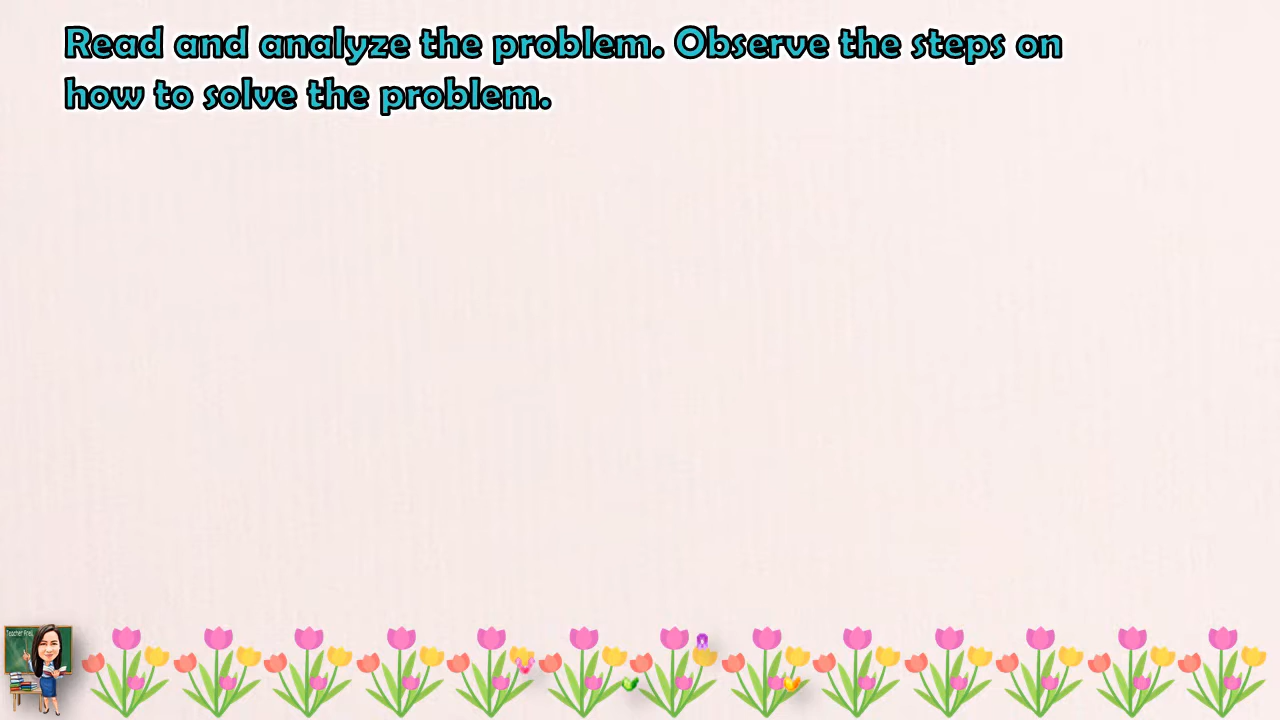 Read and analyze the problem. Observe the steps on
how to solve the problem.